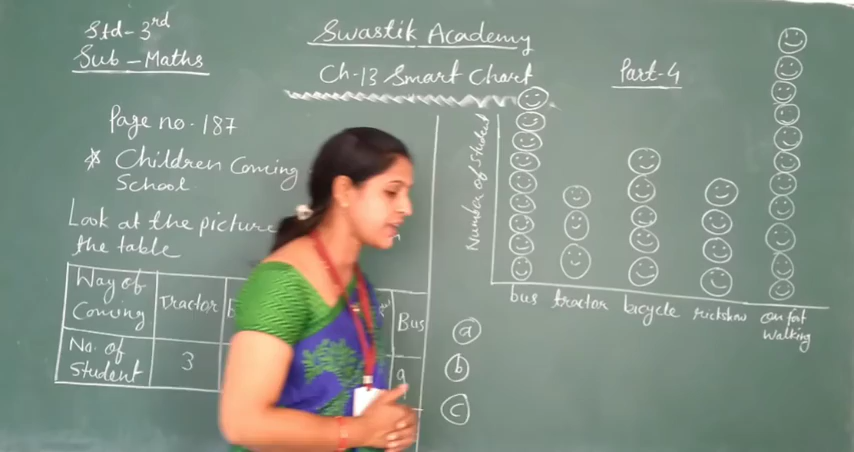 Std - 3rd
Sub - Maths
Swastik Academy
Ch-13 Smart Chart
Part-4
Page no. 187
* Children Coming
School
Look at the picture
the table
Way of Coming
Tractor
Bus
No. of Student
3
9
Number of Student
bus
tractor
bicycle
rickshaw
on foot
walking
a
b
c